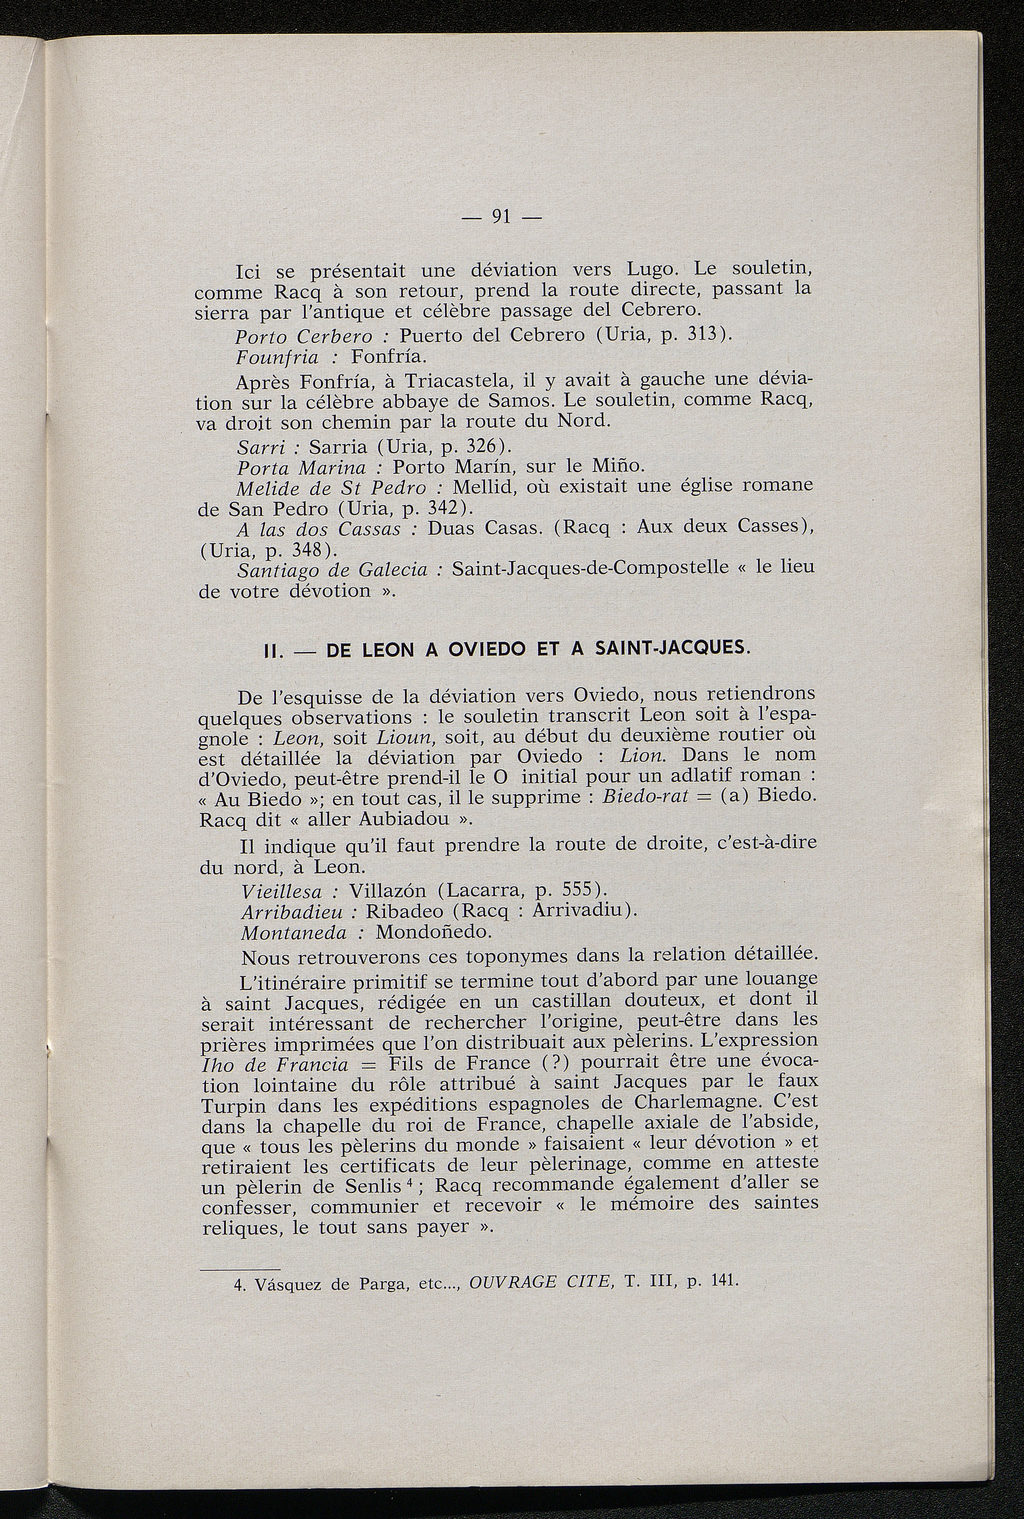 — 91 —
Ici se présentait une déviation vers Lugo. Le souletin,
comme Racq à son retour, prend la route directe, passant la
sierra par l'antique et célèbre passage del Cebrero.
Porto Cerbero : Puerto del Cebrero (Uria, p. 313).
Founfria : Fonfría.
Après Fonfría, à Triacastela, il y avait à gauche une dévia-
tion sur la célèbre abbaye de Samos. Le souletin, comme Racq,
va droit son chemin par la route du Nord.
Sarri : Sarria (Uria, p. 326).
Porta Marina : Porto Marín, sur le Miño.
Melide de St Pedro : Mellid, où existait une église romane
de San Pedro (Uria, p. 342).
A las dos Cassas : Duas Casas. (Racq : Aux deux Casses),
(Uria, p. 348).
Santiago de Galecia : Saint-Jacques-de-Compostelle « le lieu
de votre dévotion ».
II. — DE LEON A OVIEDO ET A SAINT-JACQUES.
De l'esquisse de la déviation vers Oviedo, nous retiendrons
quelques observations : le souletin transcrit Leon soit à l'espa-
gnole : Leon, soit Lioun, soit, au début du deuxième routier où
est détaillée la déviation par Oviedo : Lion. Dans le nom
d'Oviedo, peut-être prend-il le O initial pour un adlatif roman :
« Au Biedo »; en tout cas, il le supprime : Biedo-rat = (a) Biedo.
Racq dit « aller Aubiadou ».
Il indique qu'il faut prendre la route de droite, c'est-à-dire
du nord, à Leon.
Vieillesa : Villazón (Lacarra, p. 555).
Arribadieu : Ribadeo (Racq : Arrivadiu).
Montaneda : Mondoñedo.
Nous retrouverons ces toponymes dans la relation détaillée.
L'itinéraire primitif se termine tout d'abord par une louange
à saint Jacques, rédigée en un castillan douteux, et dont il
serait intéressant de rechercher l'origine, peut-être dans les
prières imprimées que l'on distribuait aux pèlerins. L'expression
Iho de Francia = Fils de France (?) pourrait être une évoca-
tion lointaine du rôle attribué à saint Jacques par le faux
Turpin dans les expéditions espagnoles de Charlemagne. C'est
dans la chapelle du roi de France, chapelle axiale de l'abside,
que « tous les pèlerins du monde » faisaient « leur dévotion » et
retiraient les certificats de leur pèlerinage, comme en atteste
un pèlerin de Senlis 4 ; Racq recommande également d'aller se
confesser, communier et recevoir « le mémoire des saintes
reliques, le tout sans payer ».
4. Vásquez de Parga, etc..., OUVRAGE CITE, T. III, p. 141.